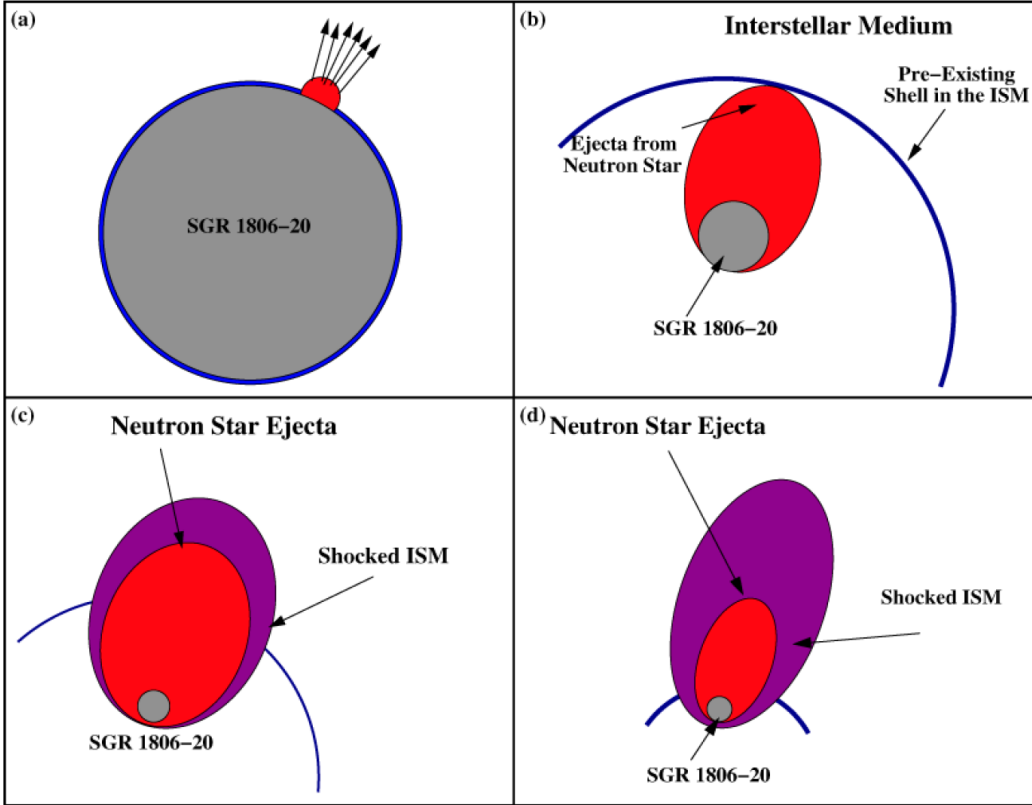 (a)
SGR 1806−20
(b)
Interstellar Medium
Pre−Existing
Shell in the ISM
Ejecta from
Neutron Star
SGR 1806−20
(c)
Neutron Star Ejecta
Shocked ISM
SGR 1806−20
(d)
Neutron Star Ejecta
Shocked ISM
SGR 1806−20